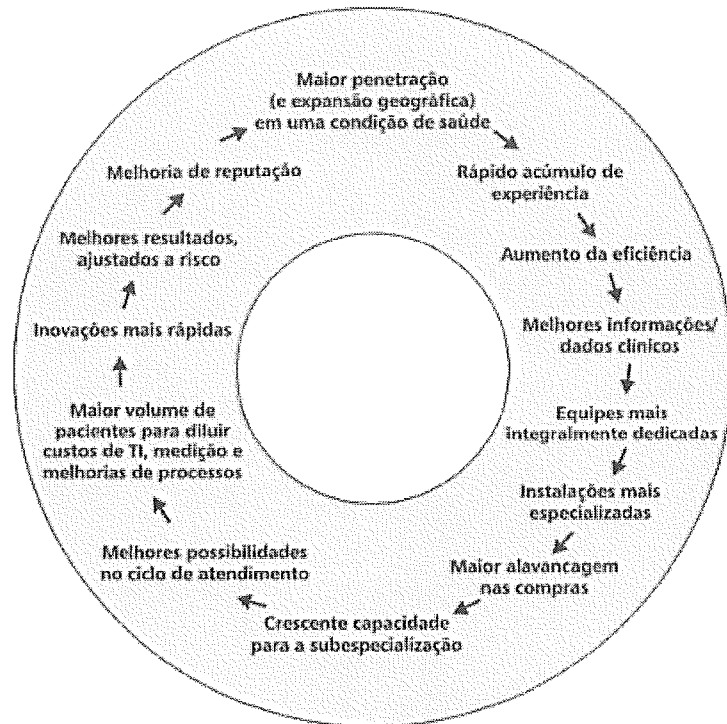 Maior penetração
(e expansão geográfica)
em uma condição de saúde
Rápido acúmulo de
experiência
Aumento da eficiência
Melhores informações/
dados clínicos
Equipes mais
integralmente dedicadas
Instalações mais
especializadas
Maior alavancagem
nas compras
Crescente capacidade
para a subespecialização
Melhores possibilidades
no ciclo de atendimento
Maior volume de
pacientes para diluir
custos de TI, medição e
melhorias de processos
Inovações mais rápidas
Melhores resultados,
ajustados a risco
Melhoria de reputação